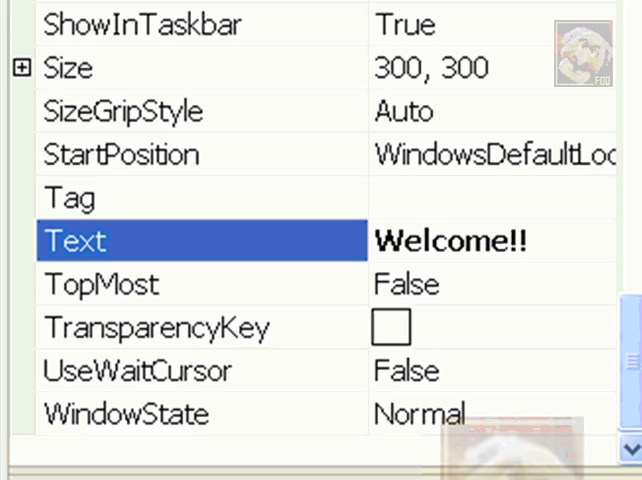 ShowInTaskbar True
Size 300, 300
SizeGripStyle Auto
StartPosition WindowsDefaultLoc
Tag
Text Welcome!!
TopMost False
TransparencyKey
UseWaitCursor False
WindowState Normal
FOO